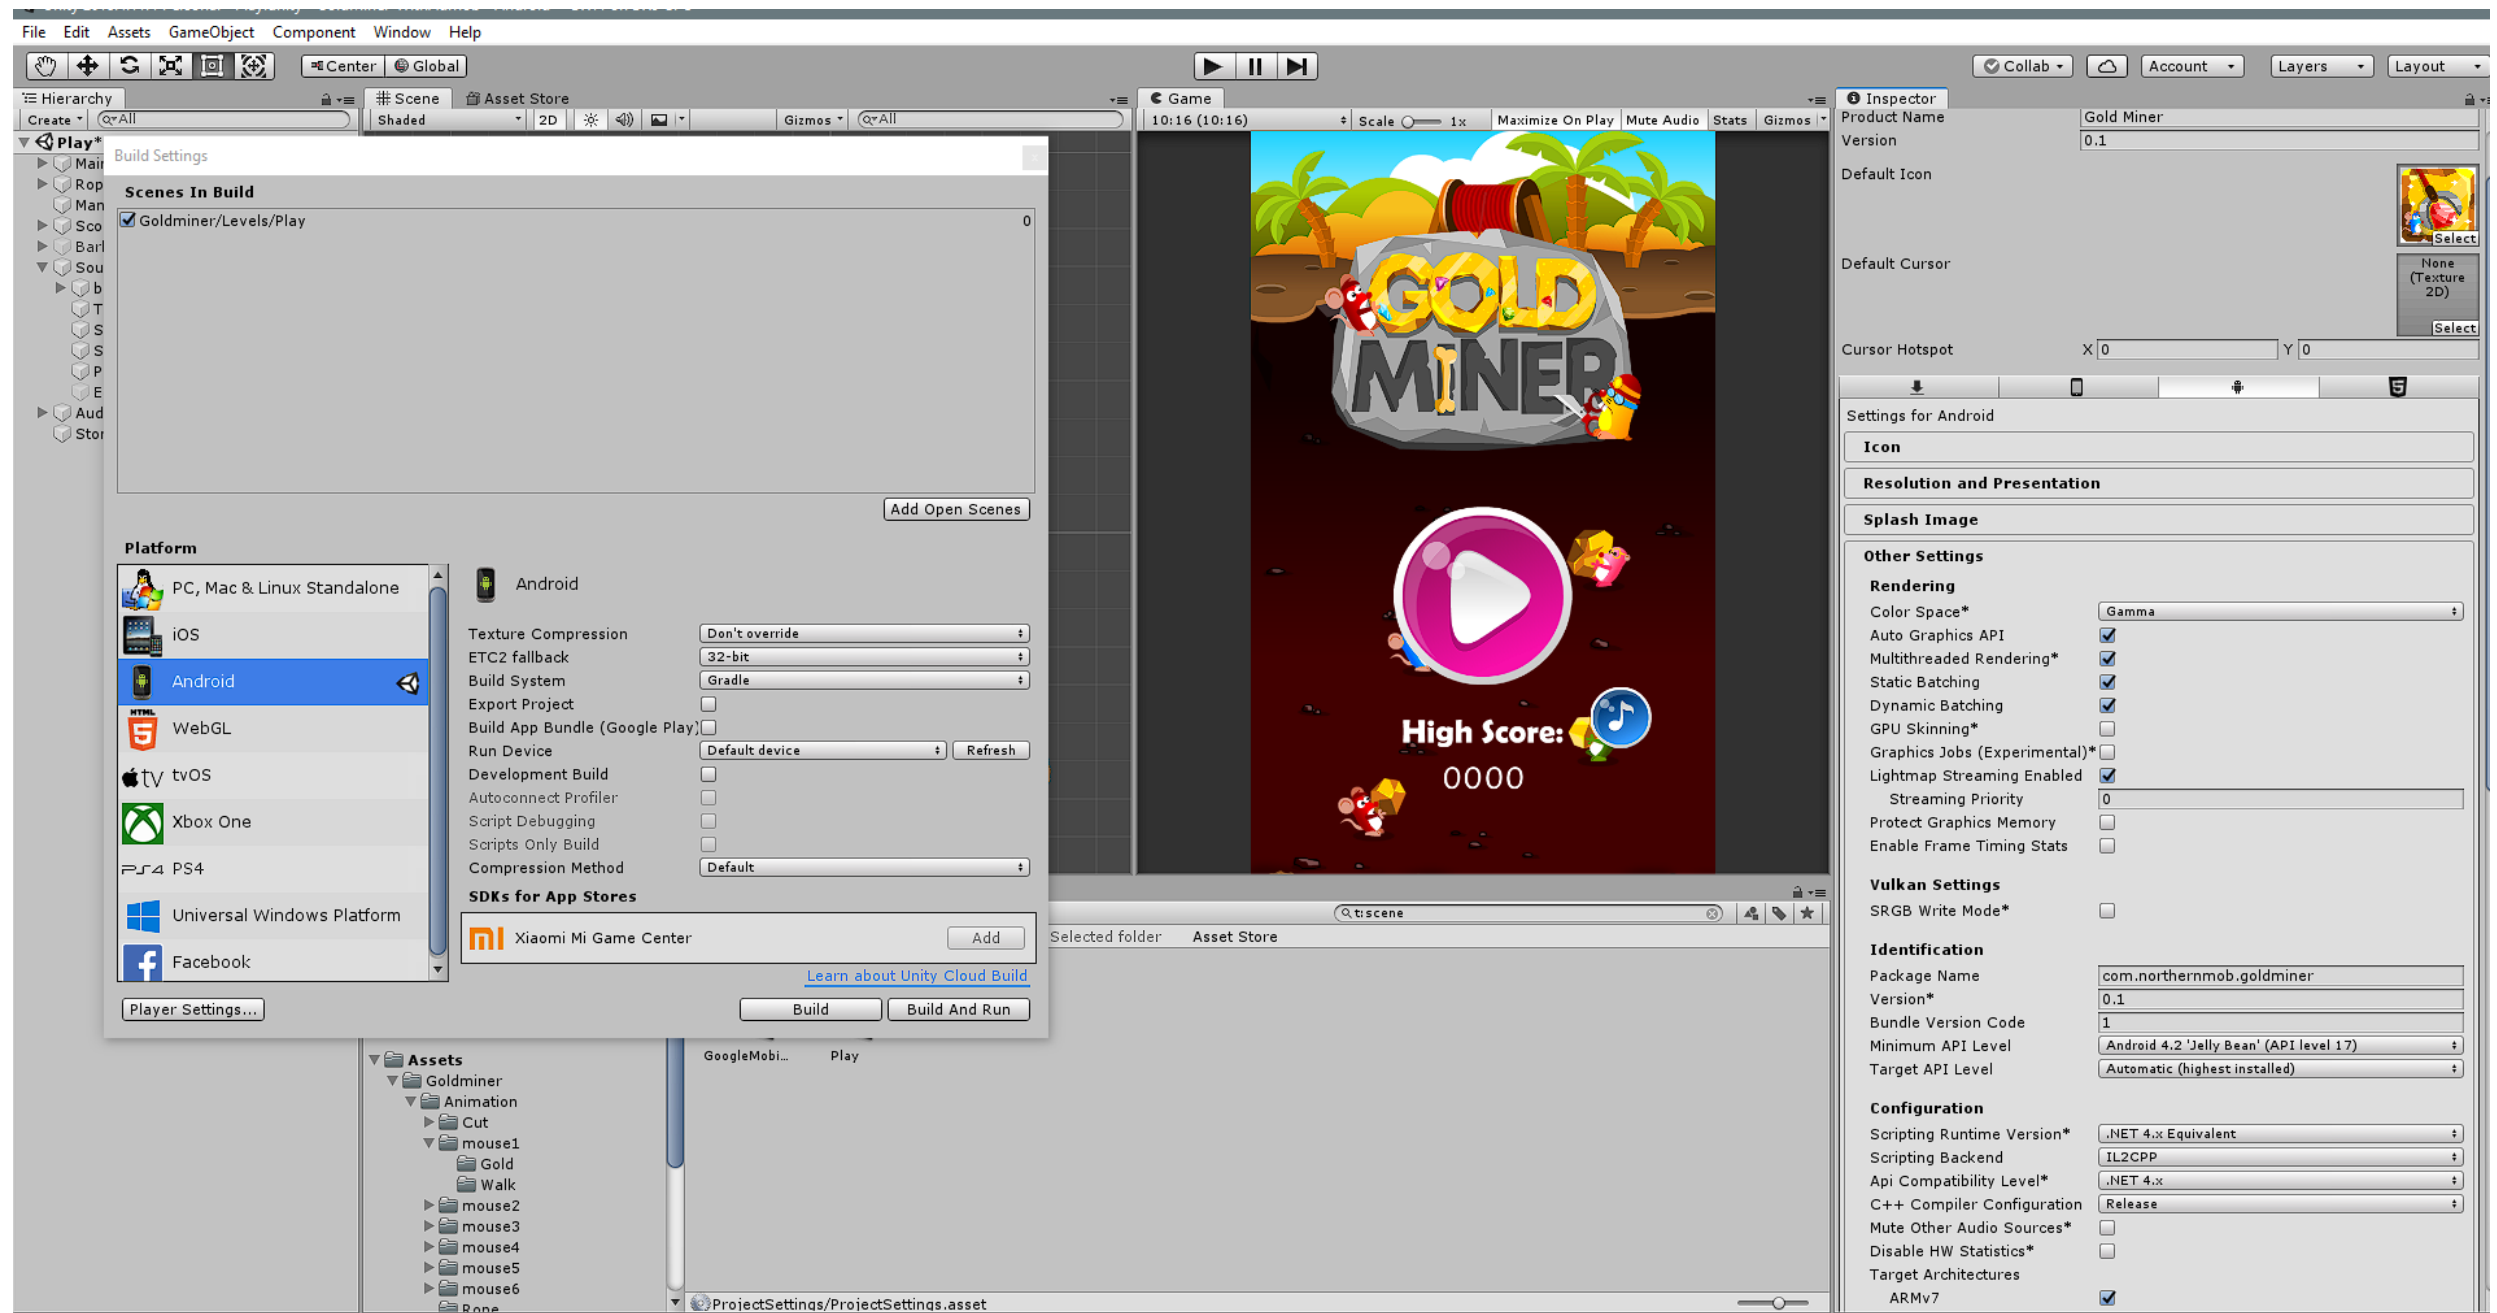 File Edit Assets GameObject Component Window Help
Center Global
Collab Account Layers Layout
Hierarchy
Create All
Play*
Mair
Rop
Man
Sco
Barl
Sou
b
T
S
S
P
E
Aud
Stor
Scene Asset Store
Shaded 2D Gizmos All
Build Settings
Scenes In Build
Goldminer/Levels/Play 0
Add Open Scenes
Platform
PC, Mac & Linux Standalone
iOS
Android
WebGL
tvOS
Xbox One
PS4
Universal Windows Platform
Facebook
Android
Texture Compression Don't override
ETC2 fallback 32-bit
Build System Gradle
Export Project
Build App Bundle (Google Play)
Run Device Default device Refresh
Development Build
Autoconnect Profiler
Script Debugging
Scripts Only Build
Compression Method Default
SDKs for App Stores
Xiaomi Mi Game Center Add
Learn about Unity Cloud Build
Player Settings... Build Build And Run
Game
10:16 (10:16) Scale 1x Maximize On Play Mute Audio Stats Gizmos
GOLD
MINER
High Score:
0000
t:scene
Selected folder Asset Store
GoogleMobi... Play
Assets
Goldminer
Animation
Cut
mouse1
Gold
Walk
mouse2
mouse3
mouse4
mouse5
mouse6
Rope
ProjectSettings/ProjectSettings.asset
Inspector
Product Name Gold Miner
Version 0.1
Default Icon
Select
Default Cursor
None
(Texture
2D)
Select
Cursor Hotspot X 0 Y 0
Settings for Android
Icon
Resolution and Presentation
Splash Image
Other Settings
Rendering
Color Space* Gamma
Auto Graphics API
Multithreaded Rendering*
Static Batching
Dynamic Batching
GPU Skinning*
Graphics Jobs (Experimental)*
Lightmap Streaming Enabled
Streaming Priority 0
Protect Graphics Memory
Enable Frame Timing Stats
Vulkan Settings
SRGB Write Mode*
Identification
Package Name com.northernmob.goldminer
Version* 0.1
Bundle Version Code 1
Minimum API Level Android 4.2 'Jelly Bean' (API level 17)
Target API Level Automatic (highest installed)
Configuration
Scripting Runtime Version* .NET 4.x Equivalent
Scripting Backend IL2CPP
Api Compatibility Level* .NET 4.x
C++ Compiler Configuration Release
Mute Other Audio Sources*
Disable HW Statistics*
Target Architectures
ARMv7